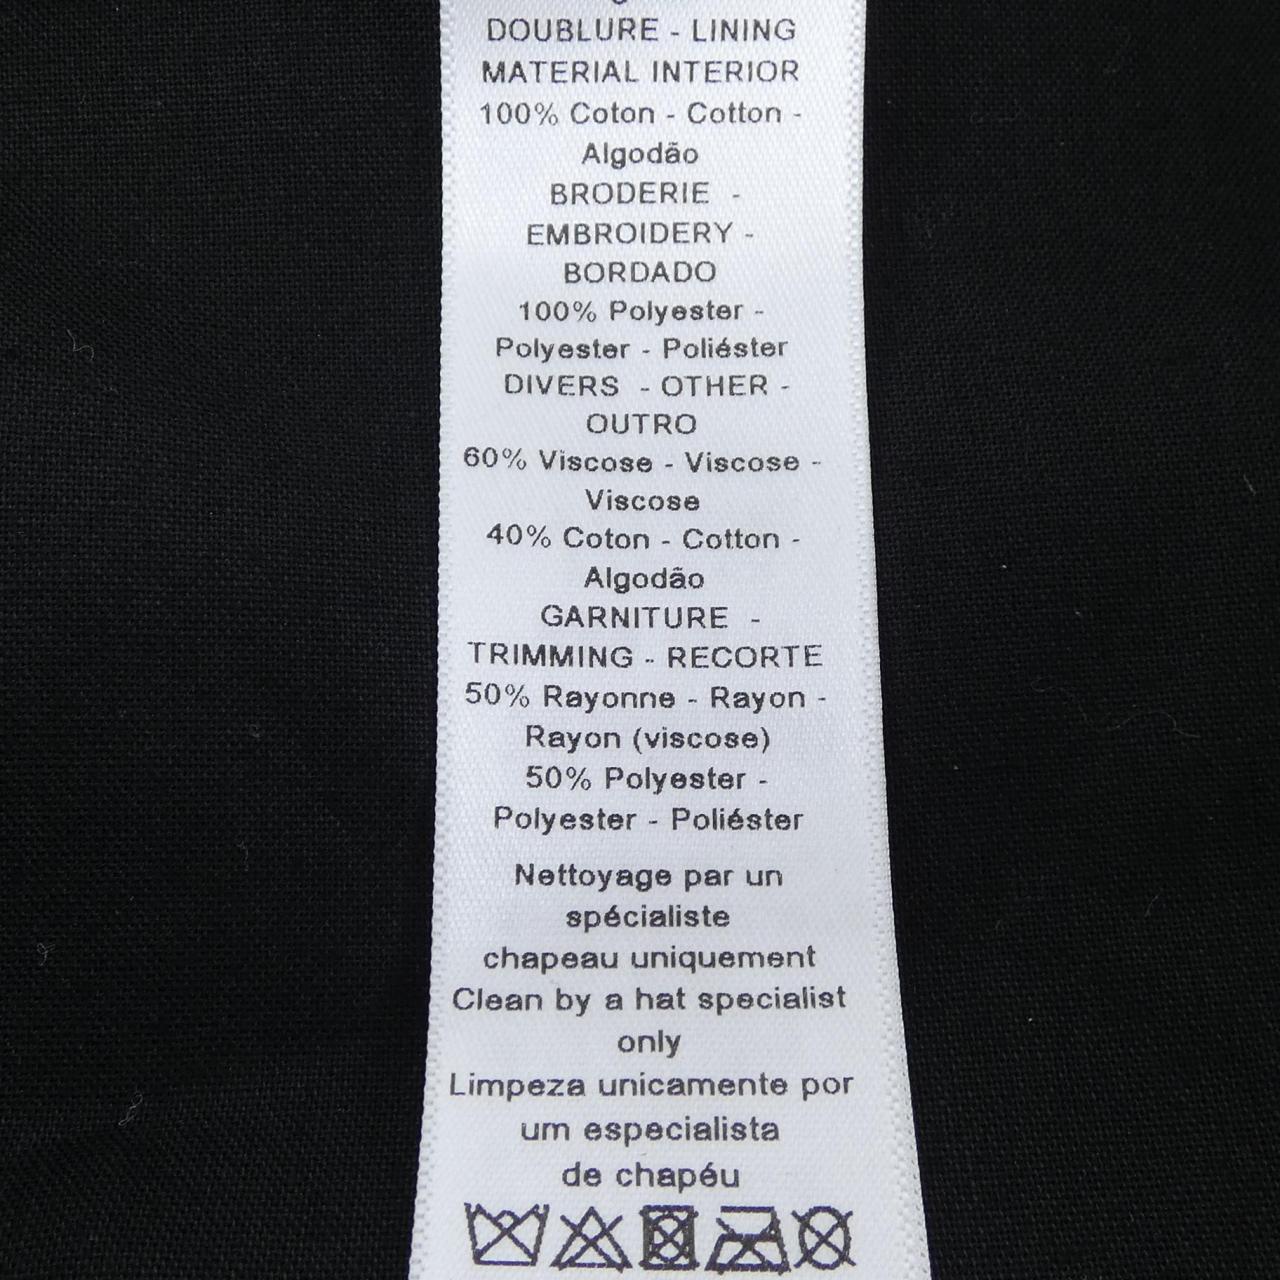 DOUBLURE - LINING
MATERIAL INTERIOR
100% Coton - Cotton -
Algodão
BRODERIE -
EMBROIDERY -
BORDADO
100% Polyester -
Polyester - Poliéster
DIVERS - OTHER -
OUTRO
60% Viscose - Viscose -
Viscose
40% Coton - Cotton -
Algodão
GARNITURE -
TRIMMING - RECORTE
50% Rayonne - Rayon -
Rayon (viscose)
50% Polyester -
Polyester - Poliéster
Nettoyage par un
spécialiste
chapeau uniquement
Clean by a hat specialist
only
Limpeza unicamente por
um especialista
de chapéu